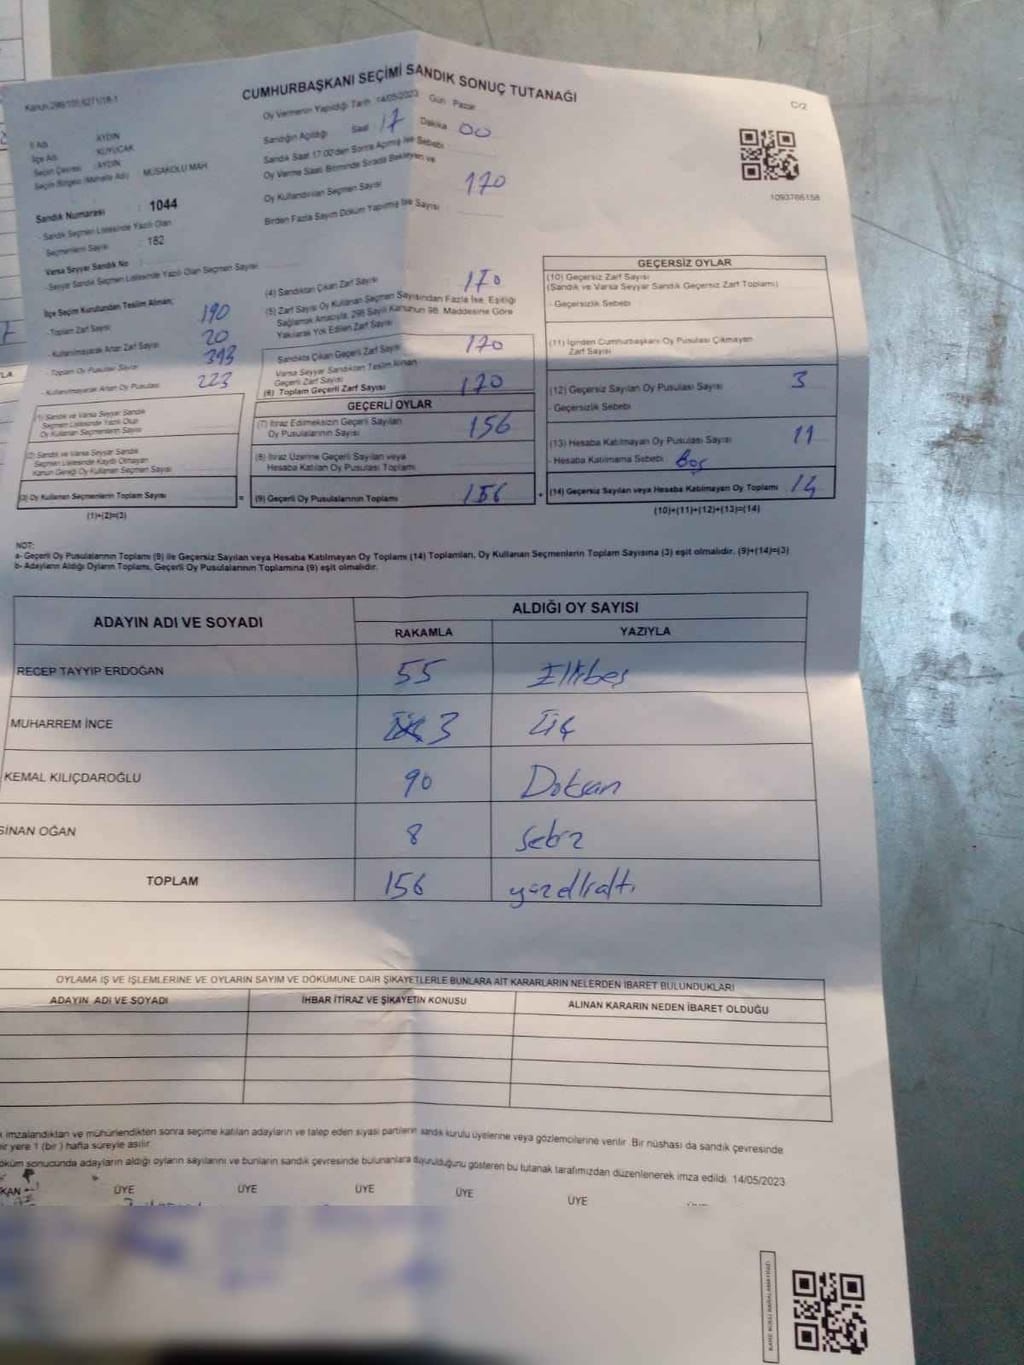 Kanun:298/105,6271/18-1
CUMHURBAŞKANI SEÇİMİ SANDIK SONUÇ TUTANAĞI
C/2
İl Adı : AYDIN
İlçe Adı : KUYUCAK
Seçim Çevresi : AYDIN
Seçim Bölgesi (Mahalle Adı) : MUSAKOLU MAH.
Sandık Numarası : 1044
Sandık Seçmen Listesinde Yazılı Olan
Seçmenlerin Sayısı : 182
Varsa Seyyar Sandık No
Seyyar Sandık Seçmen Listesinde Yazılı Olan Seçmen Sayısı
Oy Vermenin Yapıldığı Tarih 14/05/2023 Gün Pazar
Sandığın Açıldığı Saat 17 Dakika 00
Sandık Saat 17:00'den Sonra Açılmış İse Sebebi
Oy Verme Saati Bitiminde Sırada Bekleyen ve
Oy Kullandırılan Seçmen Sayısı 170
Birden Fazla Sayım Döküm Yapılmış İse Sayısı
1093766158
İlçe Seçim Kurulundan Teslim Alınan;
-Toplam Zarf Sayısı 190
-Kullanılmayarak Artan Zarf Sayısı 20
-Toplam Oy Pusulası Sayısı 393
-Kullanılmayarak Artan Oy Pusulası 223
(1) Sandık ve Varsa Seyyar Sandık
Seçmen Listesinde Yazılı Olup
Oy Kullanan Seçmenlerin Sayısı
(2) Sandık ve Varsa Seyyar Sandık
Seçmen Listesinde Kaydı Olmayan
Kanun Gereği Oy Kullanan Seçmen Sayısı
(3) Oy Kullanan Seçmenlerin Toplam Sayısı =
(1)+(2)=(3)
(4) Sandıktan Çıkan Zarf Sayısı 170
(5) Zarf Sayısı Oy Kullanan Seçmen Sayısından Fazla İse, Eşitliği
Sağlamak Amacıyla, 298 Sayılı Kanunun 98. Maddesine Göre
Yakılarak Yok Edilen Zarf Sayısı
Sandıkta Çıkan Geçerli Zarf Sayısı 170
Varsa Seyyar Sandıktan Teslim Alınan
Geçerli Zarf Sayısı
(6) Toplam Geçerli Zarf Sayısı 170
GEÇERLİ OYLAR
(7) İtiraz Edilmeksizin Geçerli Sayılan
Oy Pusulalarının Sayısı 156
(8) İtiraz Üzerine Geçerli Sayılan veya
Hesaba Katılan Oy Pusulası Toplamı
(9) Geçerli Oy Pusulalarının Toplamı 156 +
GEÇERSİZ OYLAR
(10) Geçersiz Zarf Sayısı
(Sandık ve Varsa Seyyar Sandık Geçersiz Zarf Toplamı)
- Geçersizlik Sebebi
(11) İçinden Cumhurbaşkanı Oy Pusulası Çıkmayan
Zarf Sayısı
(12) Geçersiz Sayılan Oy Pusulası Sayısı 3
- Geçersizlik Sebebi
(13) Hesaba Katılmayan Oy Pusulası Sayısı 11
- Hesaba Katılmama Sebebi Boş
(14) Geçersiz Sayılan veya Hesaba Katılmayan Oy Toplamı 14
(10)+(11)+(12)+(13)=(14)
NOT:
a- Geçerli Oy Pusulalarının Toplamı (9) ile Geçersiz Sayılan veya Hesaba Katılmayan Oy Toplamı (14) Toplamları, Oy Kullanan Seçmenlerin Toplam Sayısına (3) eşit olmalıdır. (9)+(14)=(3)
b- Adayların Aldığı Oyların Toplamı, Geçerli Oy Pusulalarının Toplamına (9) eşit olmalıdır.
ADAYIN ADI VE SOYADI
ALDIĞI OY SAYISI
RAKAMLA YAZIYLA
RECEP TAYYİP ERDOĞAN 55 Ellibeş
MUHARREM İNCE 3 Üç
KEMAL KILIÇDAROĞLU 90 Doksan
SİNAN OĞAN 8 Sekiz
TOPLAM 156 yüzellialtı
OYLAMA İŞ VE İŞLEMLERİNE VE OYLARIN SAYIM VE DÖKÜMÜNE DAİR ŞİKAYETLERLE BUNLARA AİT KARARLARIN NELERDEN İBARET BULUNDUKLARI
ADAYIN ADI VE SOYADI İHBAR İTİRAZ VE ŞİKAYETİN KONUSU ALINAN KARARIN NEDEN İBARET OLDUĞU
imzalandıktan ve mühürlendikten sonra seçime katılan adayların ve talep eden siyasi partilerin sandık kurulu üyelerine veya gözlemcilerine verilir. Bir nüshası da sandık çevresinde
bir yere 1 (bir) hafta süreyle asılır.
döküm sonucunda adayların aldığı oyların sayılarını ve bunların sandık çevresinde bulunanlara duyurulduğunu gösteren bu tutanak tarafımızdan düzenlenerek imza edildi. 14/05/2023
KAN ÜYE ÜYE ÜYE ÜYE ÜYE